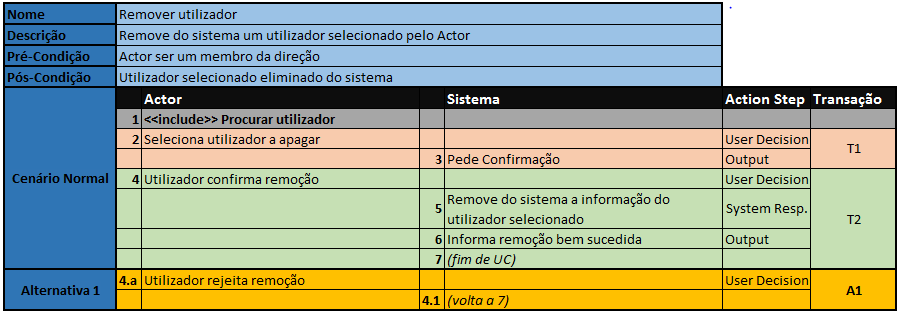 Nome Remover utilizador
Descrição Remove do sistema um utilizador selecionado pelo Actor
Pré-Condição Actor ser um membro da direção
Pós-Condição Utilizador selecionado eliminado do sistema
Cenário Normal
Actor Sistema Action Step Transação
1 <<include>> Procurar utilizador
2 Seleciona utilizador a apagar User Decision
T1
3 Pede Confirmação Output
4 Utilizador confirma remoção User Decision
5 Remove do sistema a informação do
utilizador selecionado
System Resp.
T2
6 Informa remoção bem sucedida Output
7 (fim de UC)
Alternativa 1
4.a Utilizador rejeita remoção User Decision
A1
4.1 (volta a 7)